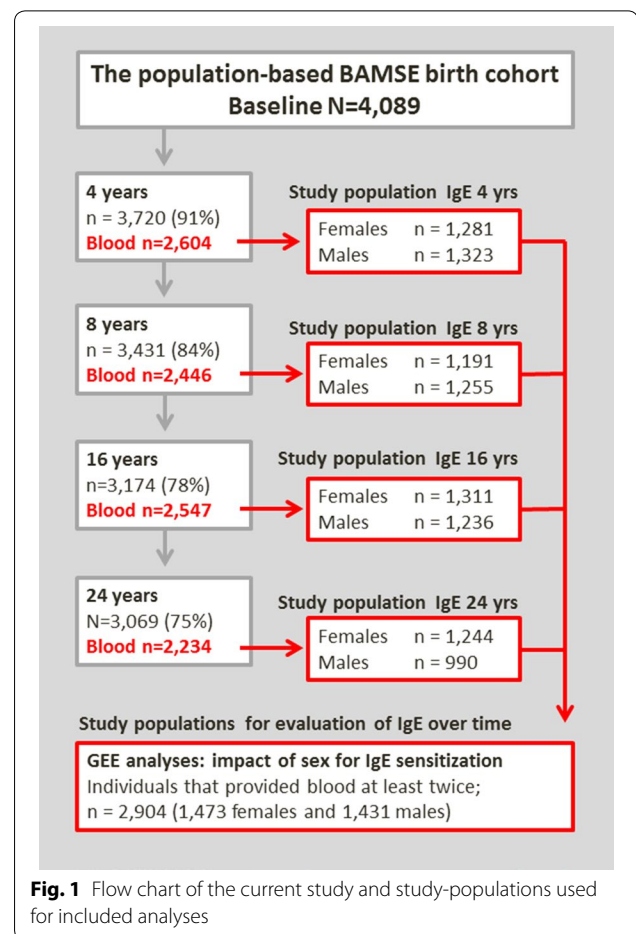 The population-based BAMSE birth cohort
Baseline N=4,089
4 years
n = 3,720 (91%)
Blood n=2,604
Study population IgE 4 yrs
Females n = 1,281
Males n = 1,323
8 years
n = 3,431 (84%)
Blood n=2,446
Study population IgE 8 yrs
Females n = 1,191
Males n = 1,255
16 years
n=3,174 (78%)
Blood n=2,547
Study population IgE 16 yrs
Females n = 1,311
Males n = 1,236
24 years
N=3,069 (75%)
Blood n=2,234
Study population IgE 24 yrs
Females n = 1,244
Males n = 990
Study populations for evaluation of IgE over time
GEE analyses: impact of sex for IgE sensitization
Individuals that provided blood at least twice;
n = 2,904 (1,473 females and 1,431 males)
Fig. 1 Flow chart of the current study and study-populations used
for included analyses